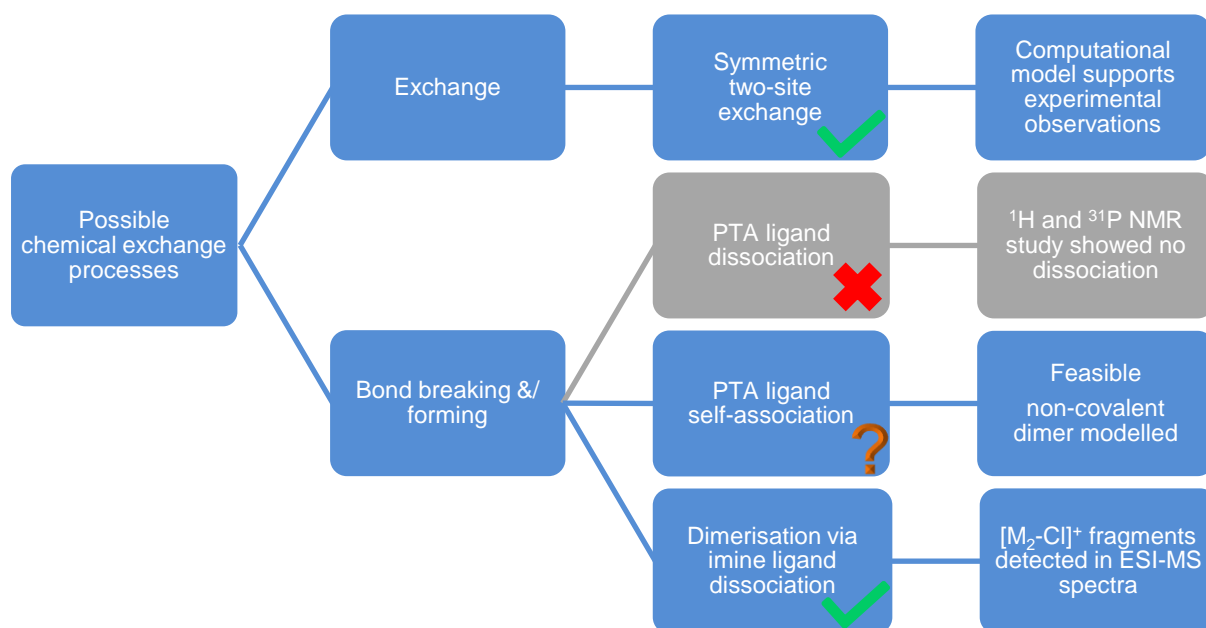 Possible
chemical exchange
processes
Exchange
Symmetric
two-site
exchange
Computational
model supports
experimental
observations
Bond breaking &/
forming
PTA ligand
dissociation
¹H and ³¹P NMR
study showed no
dissociation
PTA ligand
self-association
?
Feasible
non-covalent
dimer modelled
Dimerisation via
imine ligand
dissociation
[M₂-Cl]⁺ fragments
detected in ESI-MS
spectra